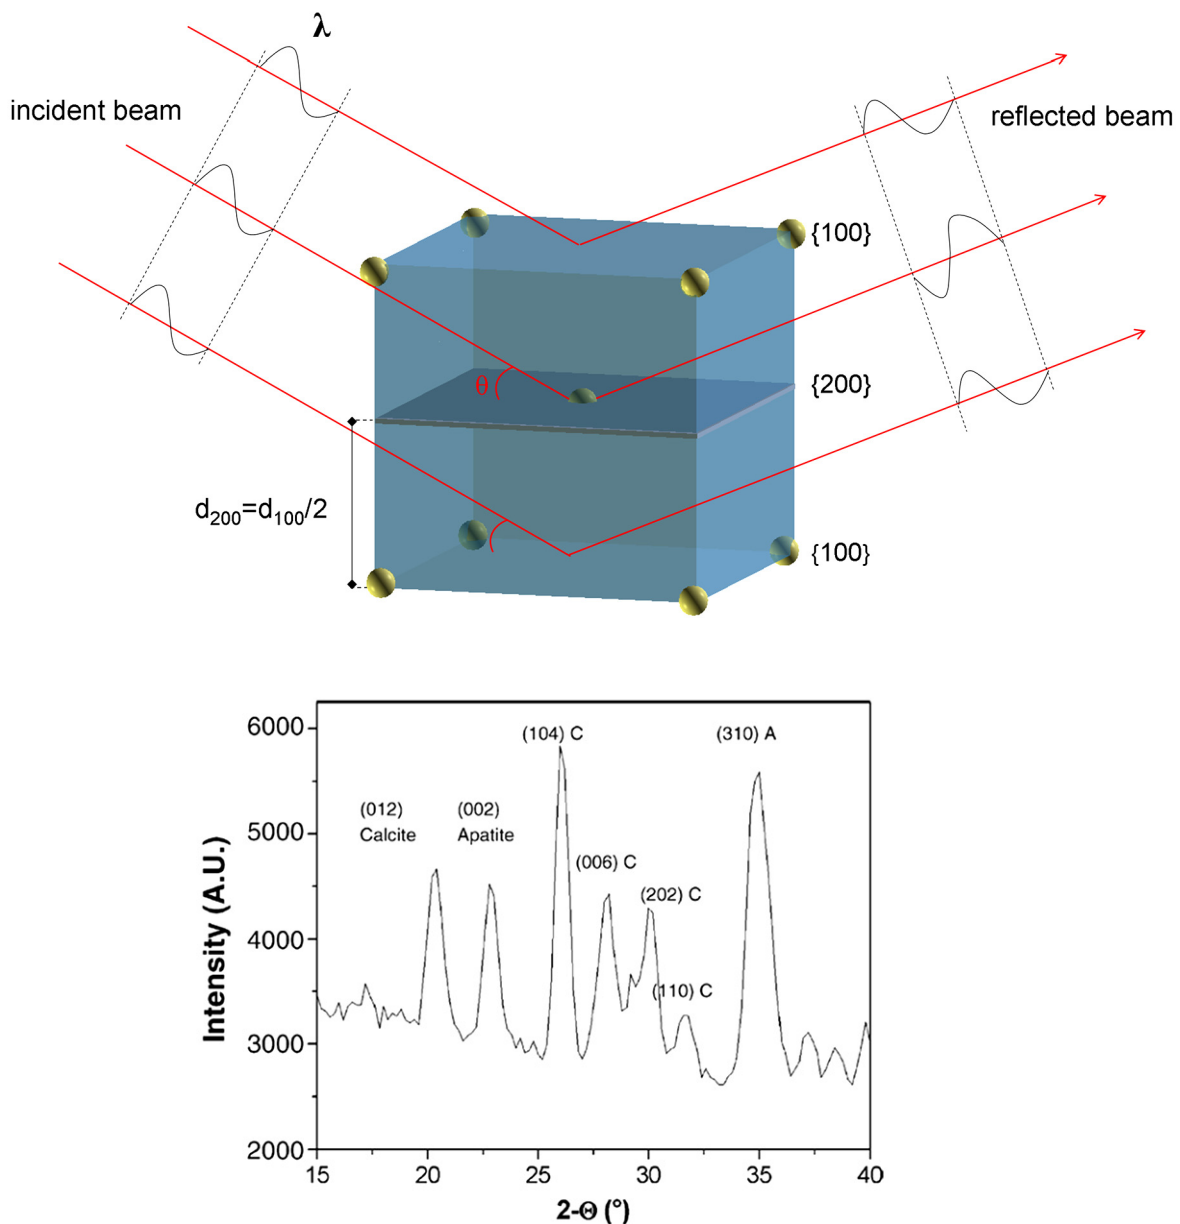 λ
incident beam
reflected beam
{100}
θ
{200}
d₂₀₀=d₁₀₀/2
{100}
6000
5000
4000
3000
2000
Intensity (A.U.)
(012)
Calcite
(002)
Apatite
(104) C
(006) C
(202) C
(110) C
(310) A
15 20 25 30 35 40
2-Θ (°)